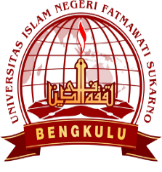 UNIVERSITAS ISLAM NEGERI FATMAWATI SUKARNO
BENGKULU